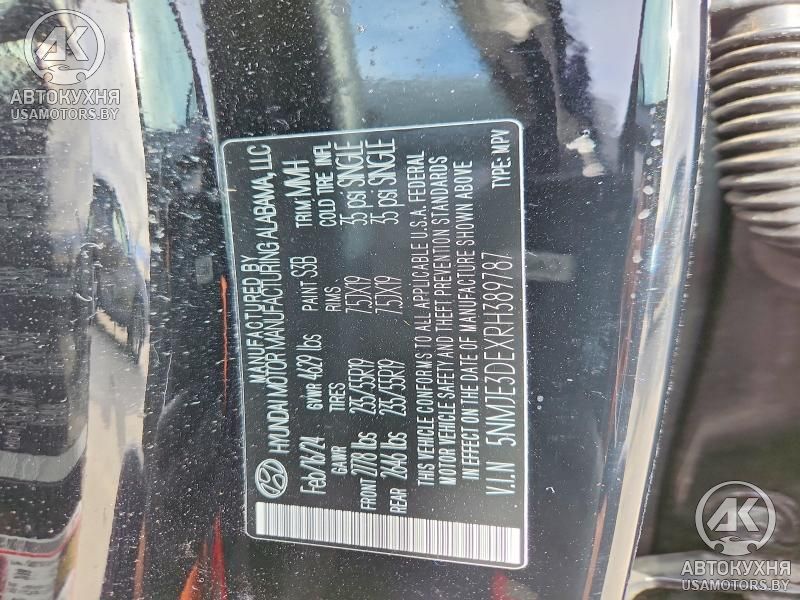 АК
АВТОКУХНЯ
USAMOTORS.BY
MANUFACTURED BY
HYUNDAI MOTOR MANUFACTURING ALABAMA, LLC
Feb/16/24 GVWR 4629 lbs PAINT S3B TRIM MMH
GAWR TIRES RIMS COLD TIRE INFL
FRONT 2778 lbs 235/55R19 7.5JX19 35 psi SINGLE
REAR 2646 lbs 235/55R19 7.5JX19 35 psi SINGLE
THIS VEHICLE CONFORMS TO ALL APPLICABLE U.S.A. FEDERAL
MOTOR VEHICLE SAFETY AND THEFT PREVENTION STANDARDS
IN EFFECT ON THE DATE OF MANUFACTURE SHOWN ABOVE
V.I.N 5NMJE3DEXRH389787 TYPE: MPV
АК
АВТОКУХНЯ
USAMOTORS.BY